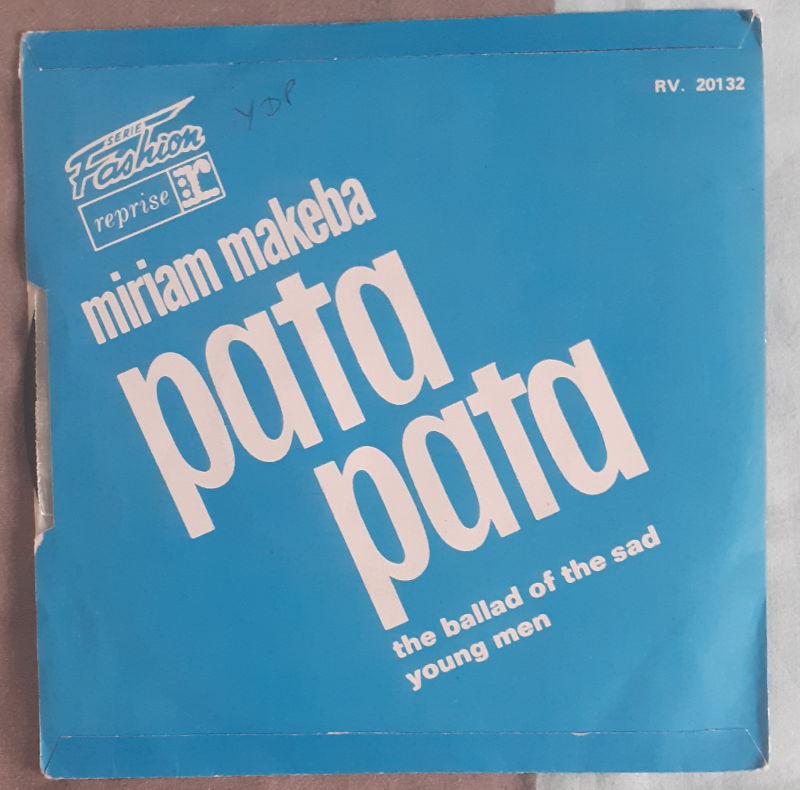 RV. 20132
YDP
SERIE
Fashion
reprise r:
miriam makeba
pata
pata
the ballad of the sad
young men